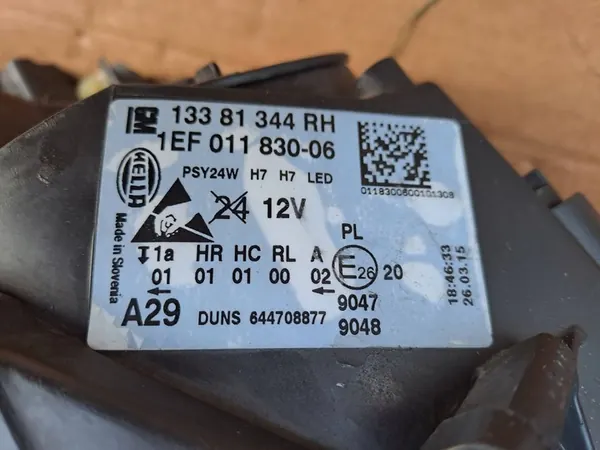 GM 133 81 344 RH
1EF 011 830-06
PSY24W H7 H7 LED
0118300600101308
HELLA
24 12V
Made in Slovenia
1a HR HC RL A PL
01 01 01 00 02 E26 20
A29 DUNS 644708877
9047
9048
18:46:33
26.03.15